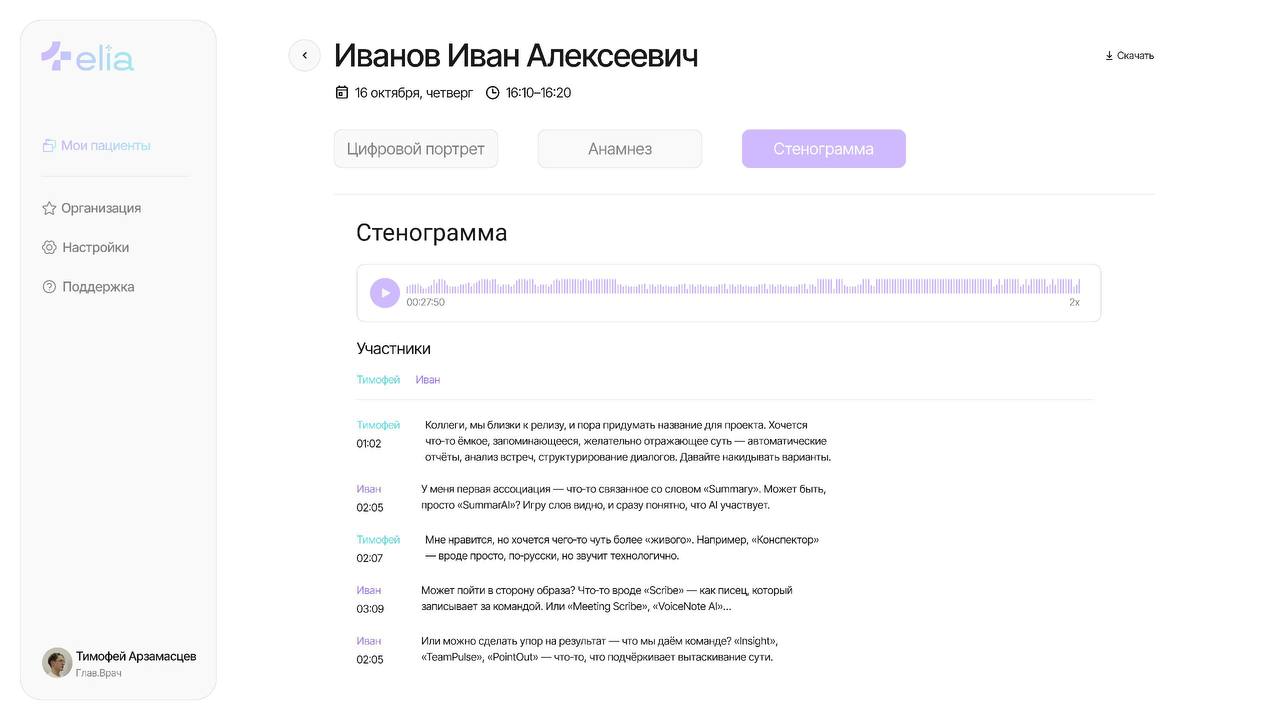 elia
Мои пациенты
Организация
Настройки
Поддержка
Тимофей Арзамасцев
Глав.Врач
Иванов Иван Алексеевич
Скачать
16 октября, четверг 16:10–16:20
Цифровой портрет Анамнез Стенограмма
Стенограмма
00:27:50 2x
Участники
Тимофей Иван
Тимофей
01:02
Коллеги, мы близки к релизу, и пора придумать название для проекта. Хочется
что-то ёмкое, запоминающееся, желательно отражающее суть — автоматические
отчёты, анализ встреч, структурирование диалогов. Давайте накидывать варианты.
Иван
02:05
У меня первая ассоциация — что-то связанное со словом «Summary». Может быть,
просто «SummarAI»? Игру слов видно, и сразу понятно, что AI участвует.
Тимофей
02:07
Мне нравится, но хочется чего-то чуть более «живого». Например, «Конспектор»
— вроде просто, по-русски, но звучит технологично.
Иван
03:09
Может пойти в сторону образа? Что-то вроде «Scribe» — как писец, который
записывает за командой. Или «Meeting Scribe», «VoiceNote AI»...
Иван
02:05
Или можно сделать упор на результат — что мы даём команде? «Insight»,
«TeamPulse», «PointOut» — что-то, что подчёркивает вытаскивание сути.